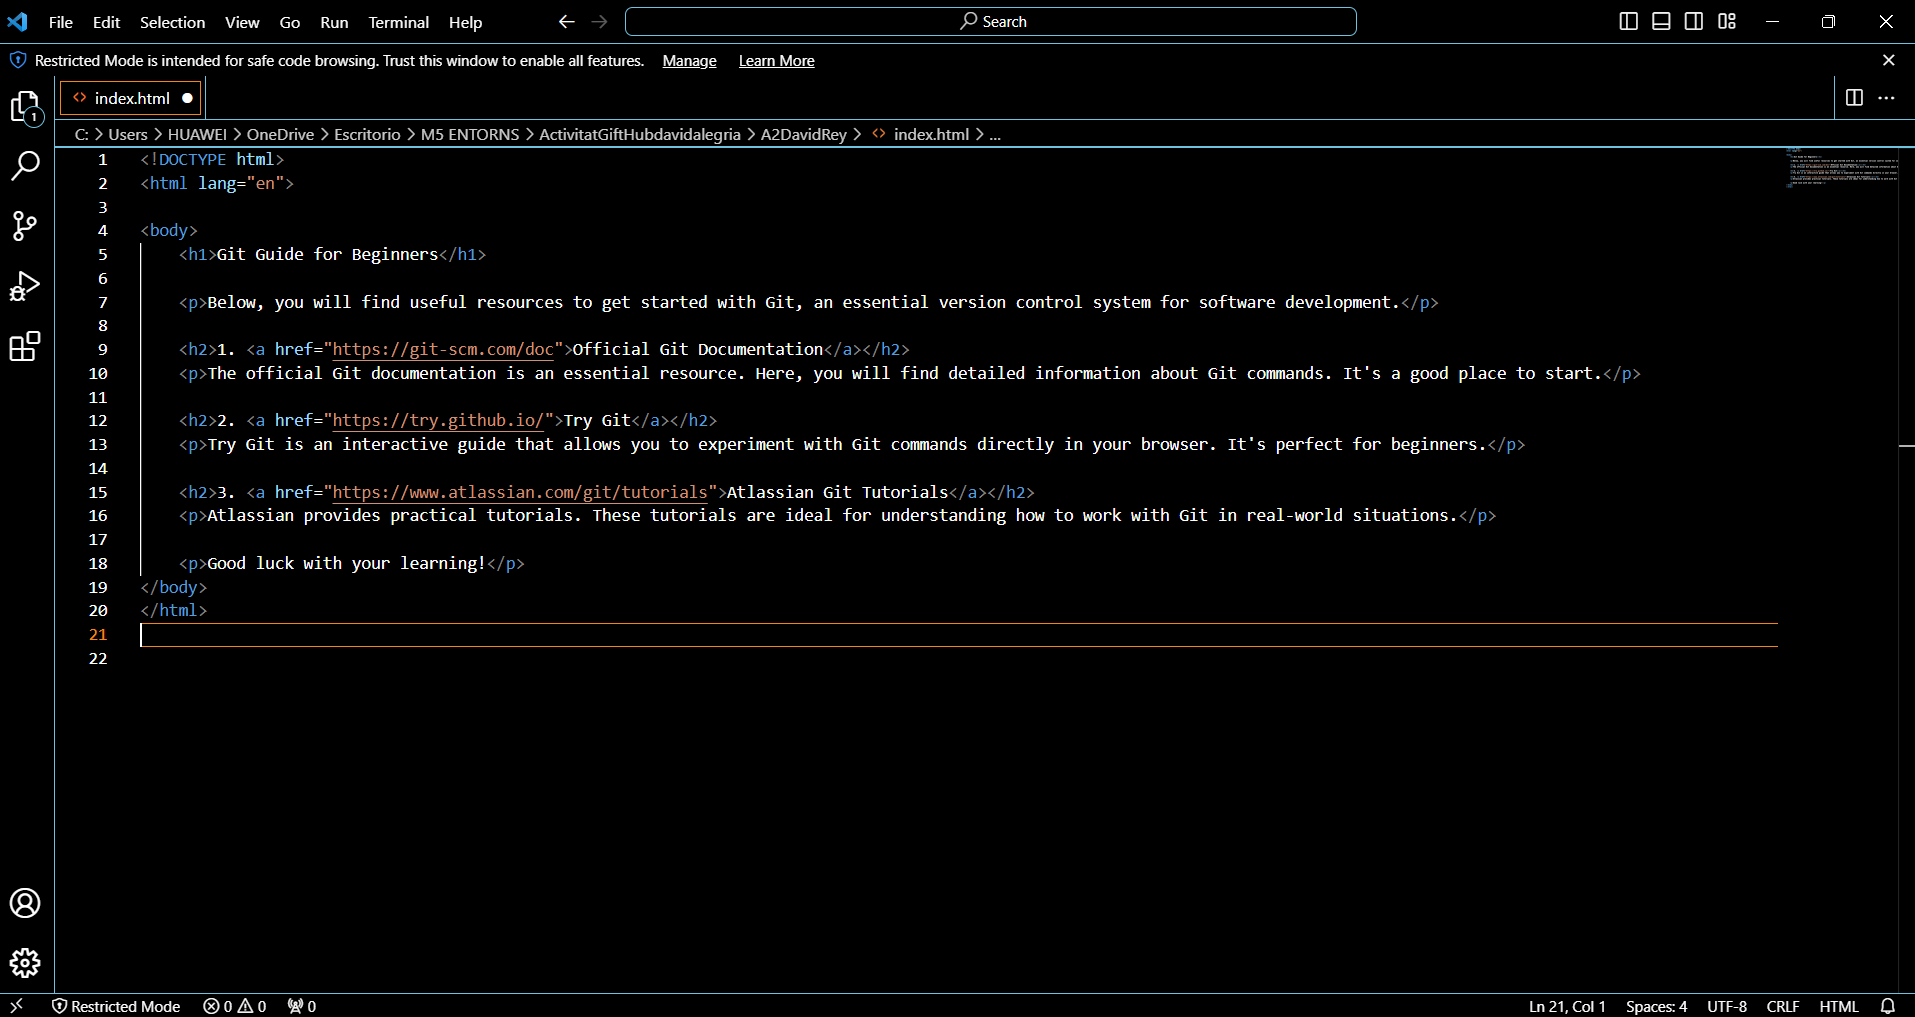 File Edit Selection View Go Run Terminal Help Search
Restricted Mode is intended for safe code browsing. Trust this window to enable all features. Manage Learn More
<> index.html
1
C: > Users > HUAWEI > OneDrive > Escritorio > M5 ENTORNS > ActivitatGiftHubdavidalegria > A2DavidRey > <> index.html > ...
1 <!DOCTYPE html>
2 <html lang="en">
3
4 <body>
5 <h1>Git Guide for Beginners</h1>
6
7 <p>Below, you will find useful resources to get started with Git, an essential version control system for software development.</p>
8
9 <h2>1. <a href="https://git-scm.com/doc">Official Git Documentation</a></h2>
10 <p>The official Git documentation is an essential resource. Here, you will find detailed information about Git commands. It's a good place to start.</p>
11
12 <h2>2. <a href="https://try.github.io/">Try Git</a></h2>
13 <p>Try Git is an interactive guide that allows you to experiment with Git commands directly in your browser. It's perfect for beginners.</p>
14
15 <h2>3. <a href="https://www.atlassian.com/git/tutorials">Atlassian Git Tutorials</a></h2>
16 <p>Atlassian provides practical tutorials. These tutorials are ideal for understanding how to work with Git in real-world situations.</p>
17
18 <p>Good luck with your learning!</p>
19 </body>
20 </html>
21
22
Restricted Mode 0 0 0 Ln 21, Col 1 Spaces: 4 UTF-8 CRLF HTML